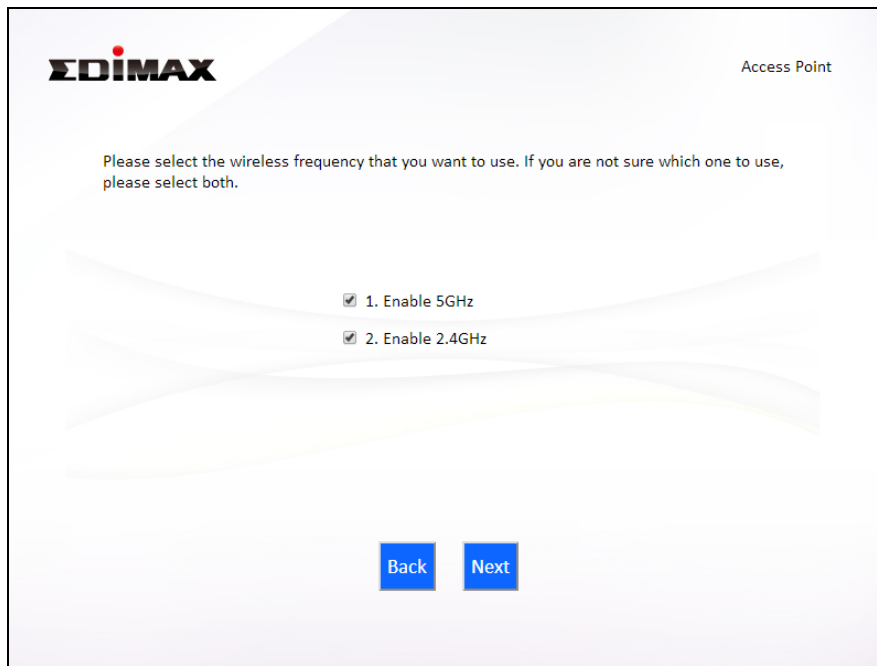 EDIMAX
Access Point
Please select the wireless frequency that you want to use. If you are not sure which one to use,
please select both.
1. Enable 5GHz
2. Enable 2.4GHz
Back
Next